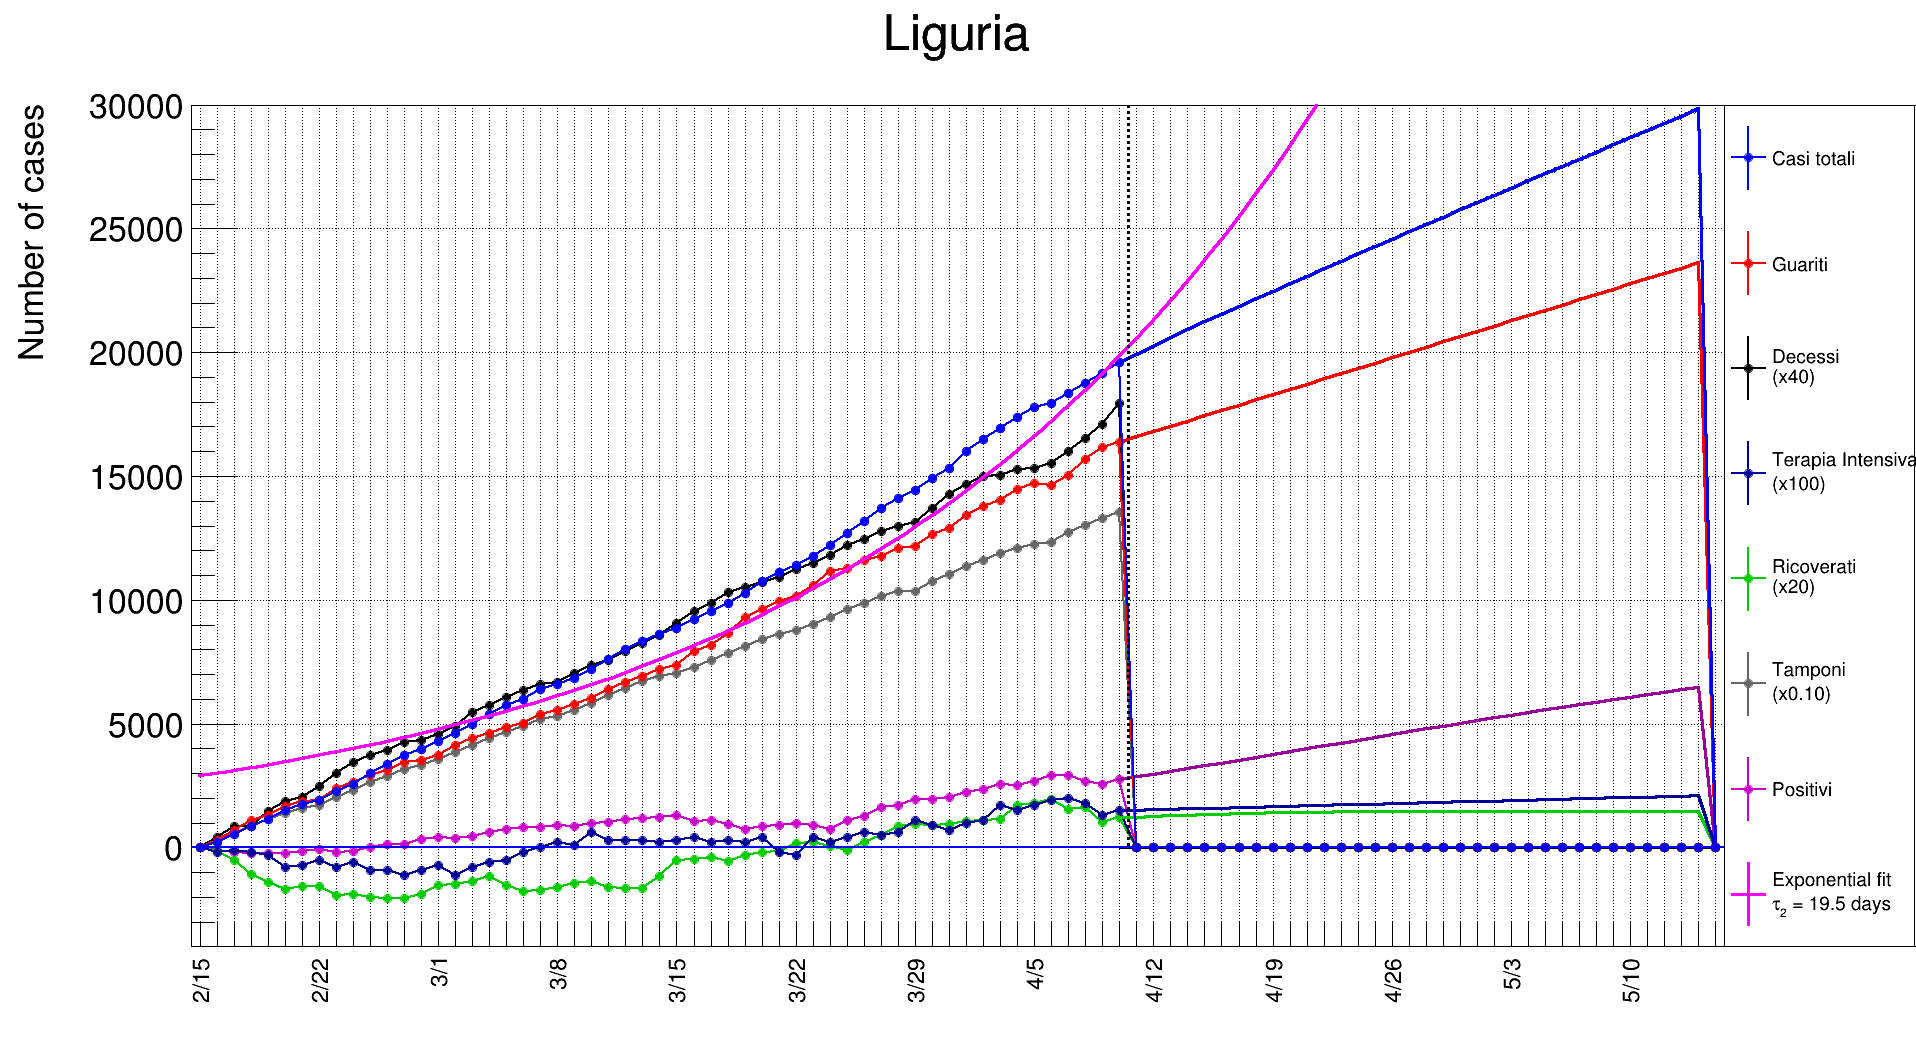 Liguria
Number of cases
30000
25000
20000
15000
10000
5000
0
2/15
2/22
3/1
3/8
3/15
3/22
3/29
4/5
4/12
4/19
4/26
5/3
5/10
Casi totali
Guariti
Decessi
(x40)
Terapia Intensiva
(x100)
Ricoverati
(x20)
Tamponi
(x0.10)
Positivi
Exponential fit
τ₂ = 19.5 days